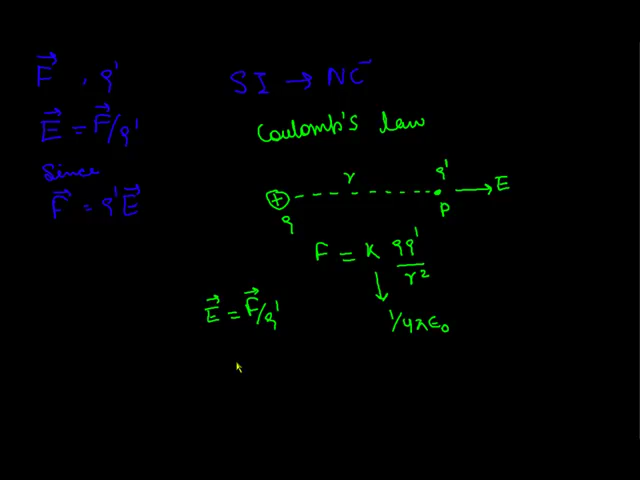 F⃗ , q'
E⃗ = F⃗/q'
Since
F⃗ = q'E⃗
SI → NC⁻
Coulomb's law
r
q'
+
E
q
P
F = K qq'/r²
1/4πε₀
E⃗ = F⃗/q'